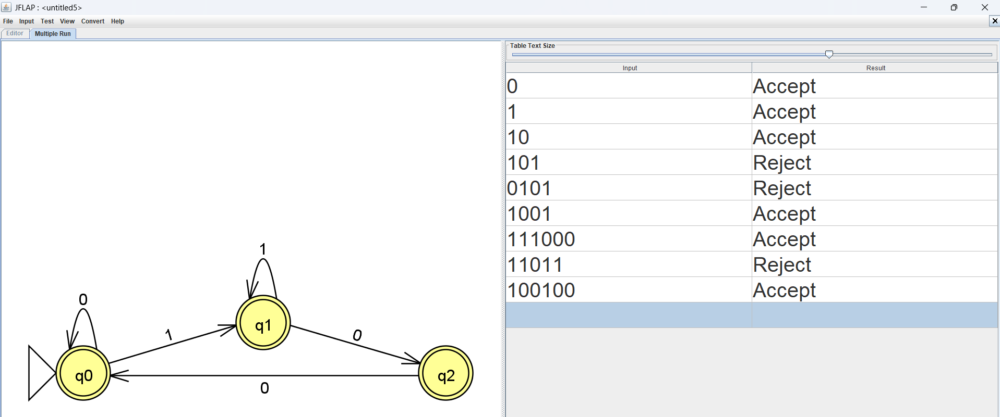 JFLAP : <untitled5>
File Input Test View Convert Help
Editor Multiple Run
Table Text Size
Input Result
0 Accept
1 Accept
10 Accept
101 Reject
0101 Reject
1001 Accept
111000 Accept
11011 Reject
100100 Accept
1
0
q1
1
0
q0
q2
0